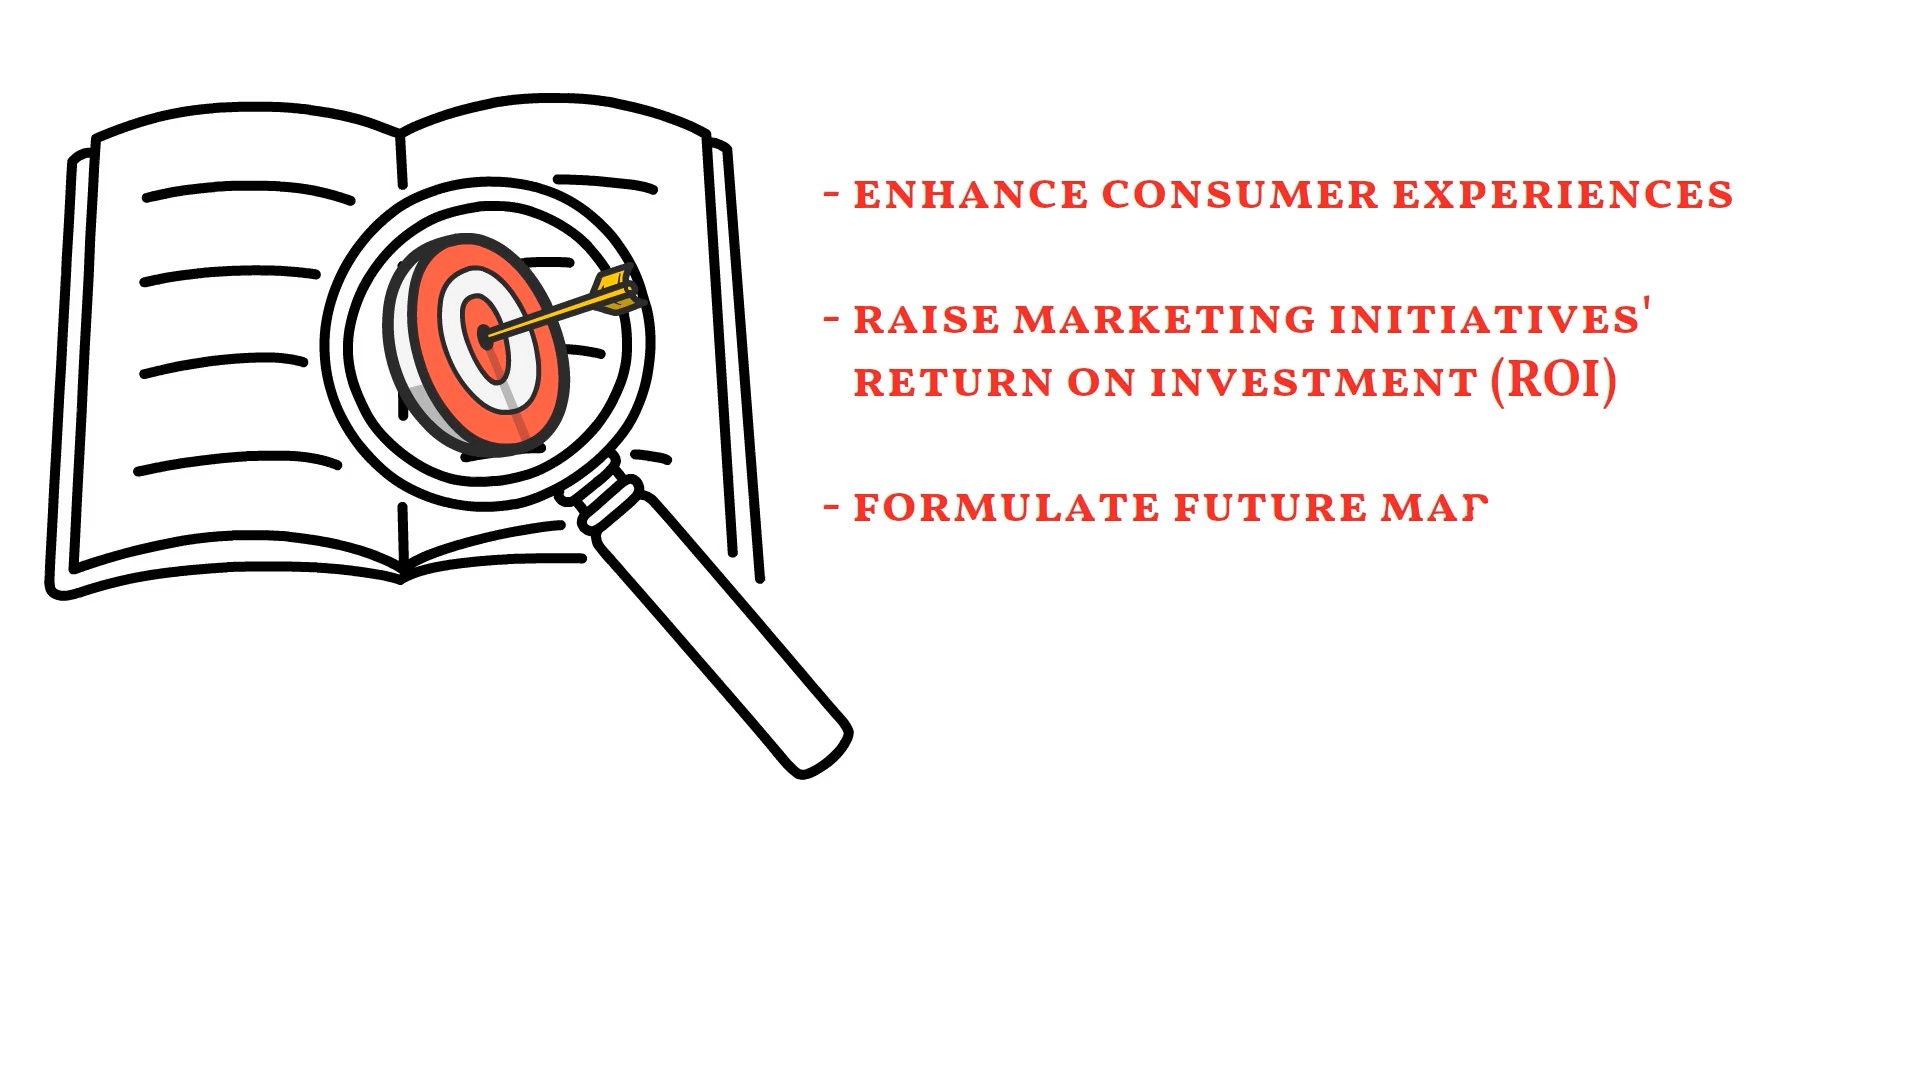 - ENHANCE CONSUMER EXPERIENCES
- RAISE MARKETING INITIATIVES'
RETURN ON INVESTMENT (ROI)
- FORMULATE FUTURE